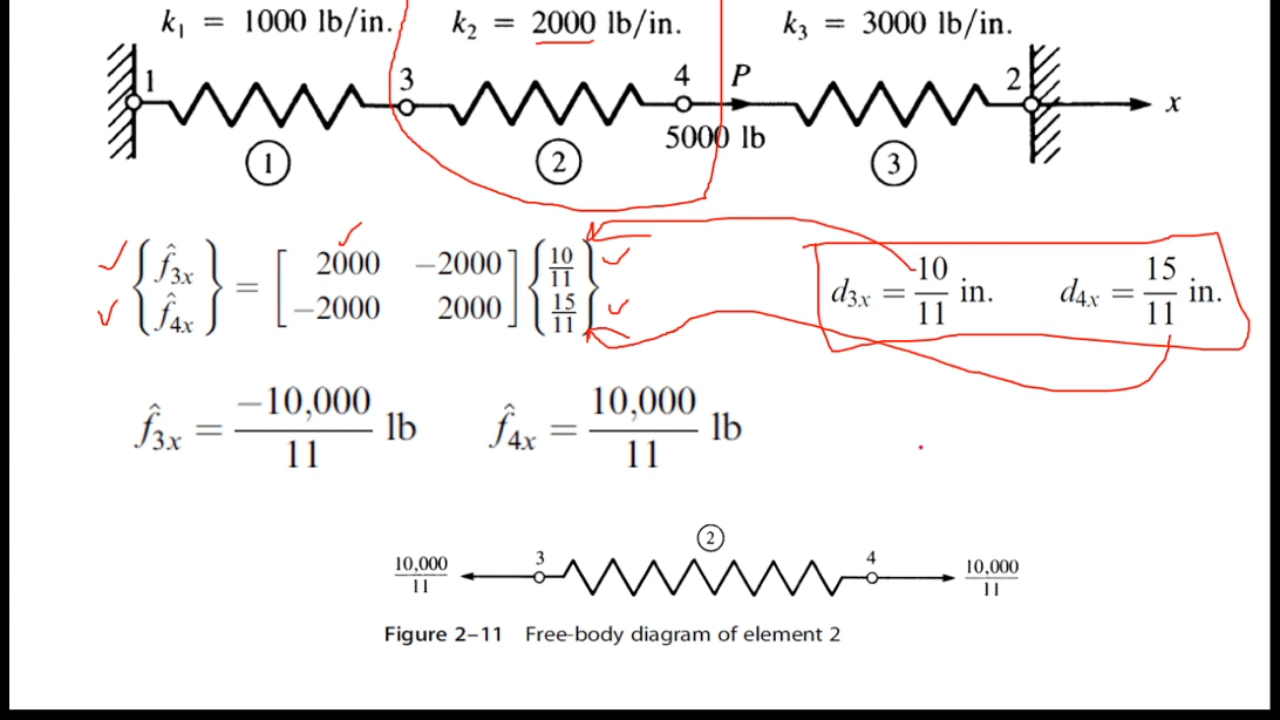 k₁ = 1000 lb/in. k₂ = 2000 lb/in. k₃ = 3000 lb/in.
1 3 4 P 2 x
5000 lb
① ② ③
{f̂₃ₓ f̂₄ₓ} = [2000 −2000 −2000 2000] {10/11 15/11} d₃ₓ = 10/11 in. d₄ₓ = 15/11 in.
f̂₃ₓ = −10,000/11 lb f̂₄ₓ = 10,000/11 lb
②
10,000/11 3 4 10,000/11
Figure 2–11 Free-body diagram of element 2